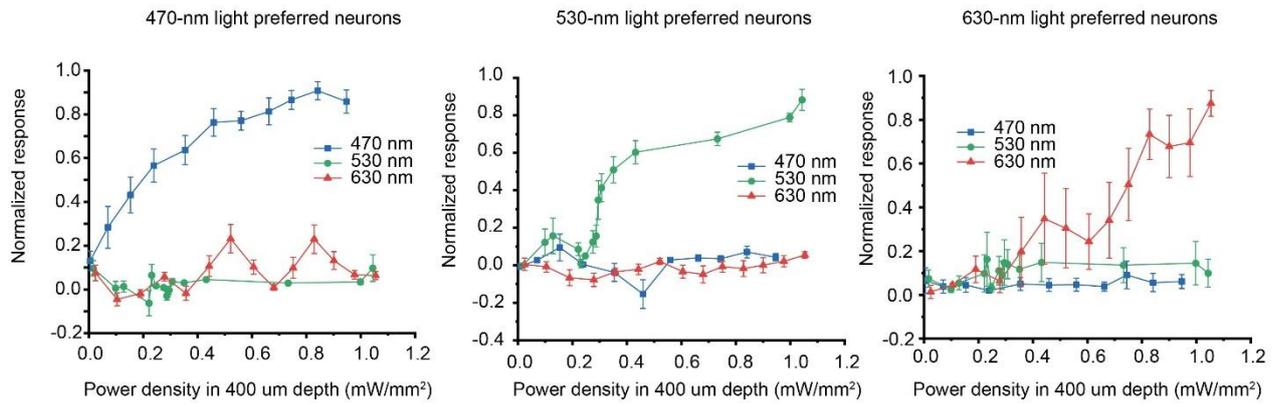 470-nm light preferred neurons
Normalized response
1.0
0.8
0.6
0.4
0.2
0.0
-0.2
470 nm
530 nm
630 nm
0.0 0.2 0.4 0.6 0.8 1.0 1.2
Power density in 400 um depth (mW/mm²)
530-nm light preferred neurons
Normalized response
1.0
0.8
0.6
0.4
0.2
0.0
-0.2
-0.4
470 nm
530 nm
630 nm
0.0 0.2 0.4 0.6 0.8 1.0 1.2
Power density in 400 um depth (mW/mm²)
630-nm light preferred neurons
Normalized response
1.0
0.8
0.6
0.4
0.2
0.0
-0.2
470 nm
530 nm
630 nm
0.0 0.2 0.4 0.6 0.8 1.0 1.2
Power density in 400 um depth (mW/mm²)